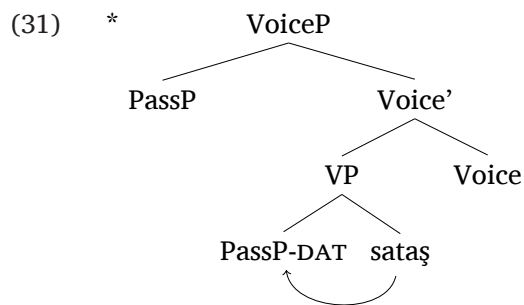 (31) * VoiceP
PassP Voice’
VP Voice
PassP-DAT sataş